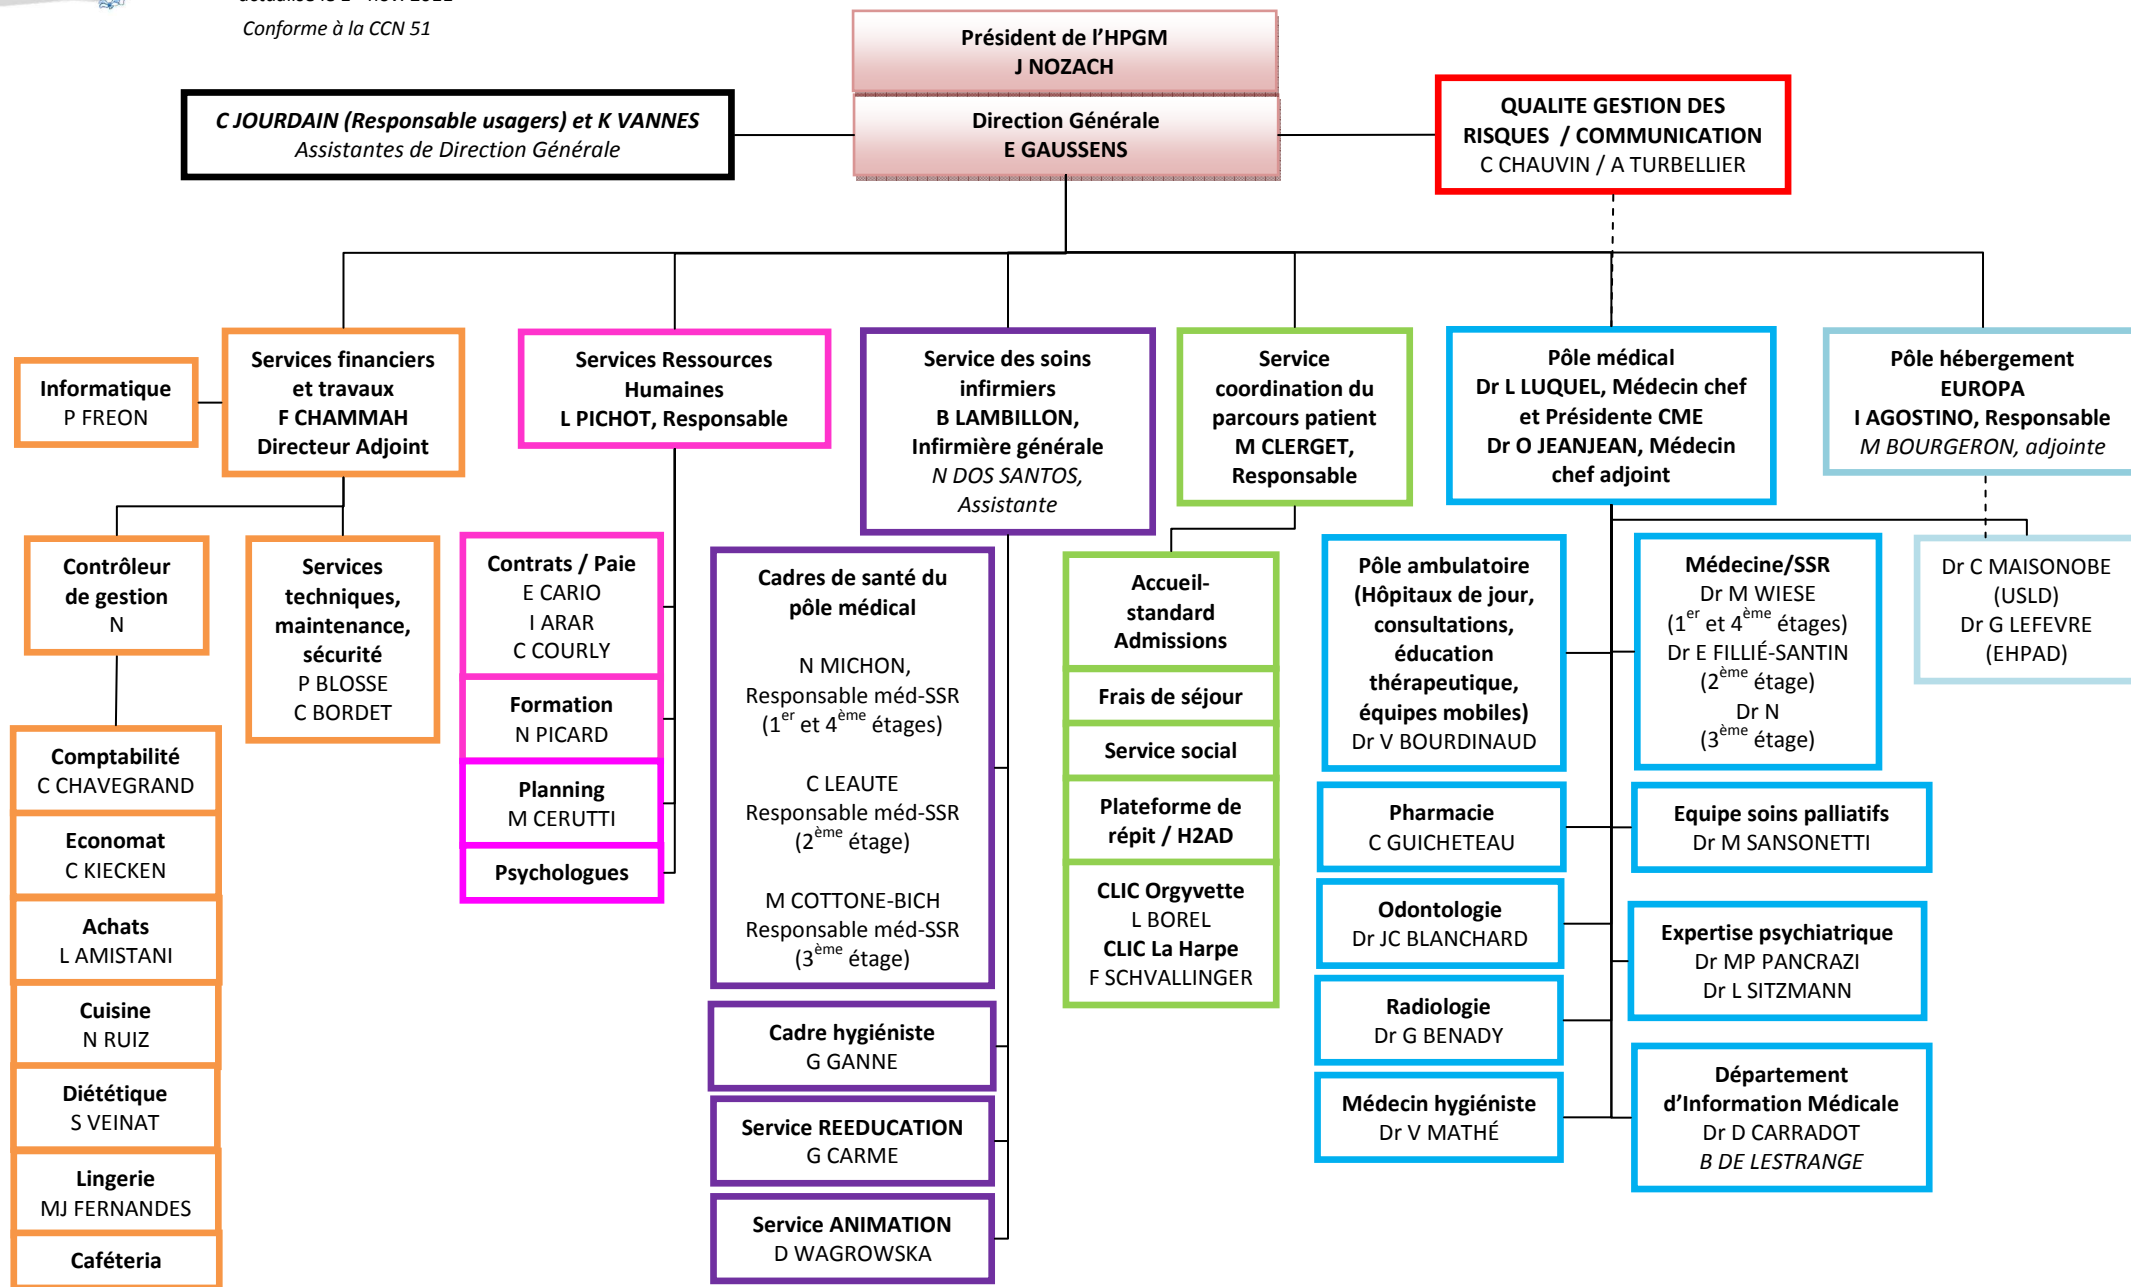 Conforme à la CCN 51
Président de l'HPGM
J NOZACH
C JOURDAIN (Responsable usagers) et K VANNES
Assistantes de Direction Générale
Direction Générale
E GAUSSENS
QUALITE GESTION DES
RISQUES / COMMUNICATION
C CHAUVIN / A TURBELLIER
Informatique
P FREON
Services financiers
et travaux
F CHAMMAH
Directeur Adjoint
Services Ressources
Humaines
L PICHOT, Responsable
Service des soins
infirmiers
B LAMBILLON,
Infirmière générale
N DOS SANTOS,
Assistante
Service
coordination du
parcours patient
M CLERGET,
Responsable
Pôle médical
Dr L LUQUEL, Médecin chef
et Présidente CME
Dr O JEANJEAN, Médecin
chef adjoint
Pôle hébergement
EUROPA
I AGOSTINO, Responsable
M BOURGERON, adjointe
Contrôleur
de gestion
N
Services
techniques,
maintenance,
sécurité
P BLOSSE
C BORDET
Comptabilité
C CHAVEGRAND
Economat
C KIECKEN
Achats
L AMISTANI
Cuisine
N RUIZ
Diététique
S VEINAT
Lingerie
MJ FERNANDES
Caféteria
Contrats / Paie
E CARIO
I ARAR
C COURLY
Formation
N PICARD
Planning
M CERUTTI
Psychologues
Cadres de santé du
pôle médical
N MICHON,
Responsable méd-SSR
(1er et 4ème étages)
C LEAUTE
Responsable méd-SSR
(2ème étage)
M COTTONE-BICH
Responsable méd-SSR
(3ème étage)
Cadre hygiéniste
G GANNE
Service REEDUCATION
G CARME
Service ANIMATION
D WAGROWSKA
Accueil-
standard
Admissions
Frais de séjour
Service social
Plateforme de
répit / H2AD
CLIC Orgyvette
L BOREL
CLIC La Harpe
F SCHVALLINGER
Pôle ambulatoire
(Hôpitaux de jour,
consultations,
éducation
thérapeutique,
équipes mobiles)
Dr V BOURDINAUD
Pharmacie
C GUICHETEAU
Odontologie
Dr JC BLANCHARD
Radiologie
Dr G BENADY
Médecin hygiéniste
Dr V MATHÉ
Médecine/SSR
Dr M WIESE
(1er et 4ème étages)
Dr E FILLIÉ-SANTIN
(2ème étage)
Dr N
(3ème étage)
Equipe soins palliatifs
Dr M SANSONETTI
Expertise psychiatrique
Dr MP PANCRAZI
Dr L SITZMANN
Département
d'Information Médicale
Dr D CARRADOT
B DE LESTRANGE
Dr C MAISONOBE
(USLD)
Dr G LEFEVRE
(EHPAD)